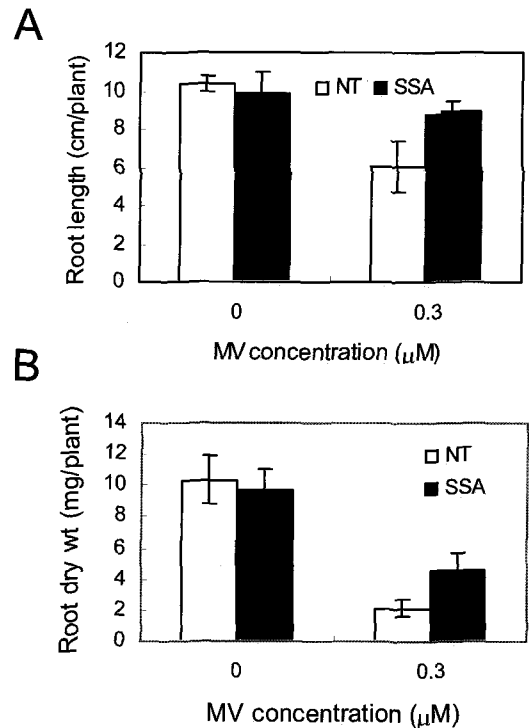 A
12
10
8
6
4
2
0
Root length (cm/plant)
NT SSA
0 0.3
MV concentration (μM)
B
14
12
10
8
6
4
2
0
Root dry wt (mg/plant)
NT
SSA
0 0.3
MV concentration (μM)